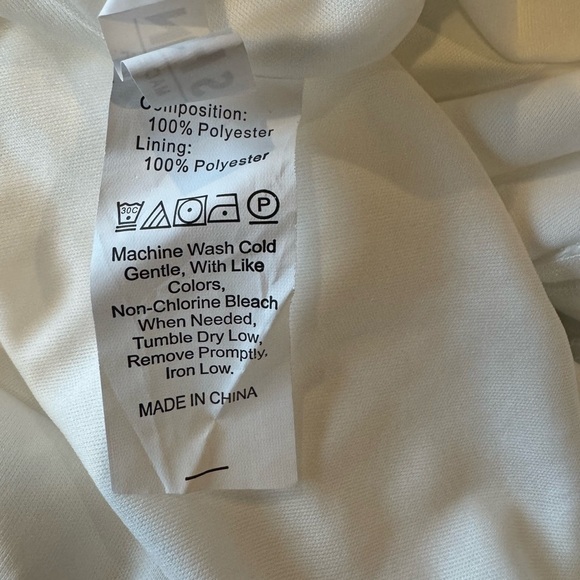 Composition:
100% Polyester
Lining:
100% Polyester
30C
P
Machine Wash Cold
Gentle, With Like
Colors,
Non-Chlorine Bleach
When Needed,
Tumble Dry Low,
Remove Promptly.
Iron Low.
MADE IN CHINA